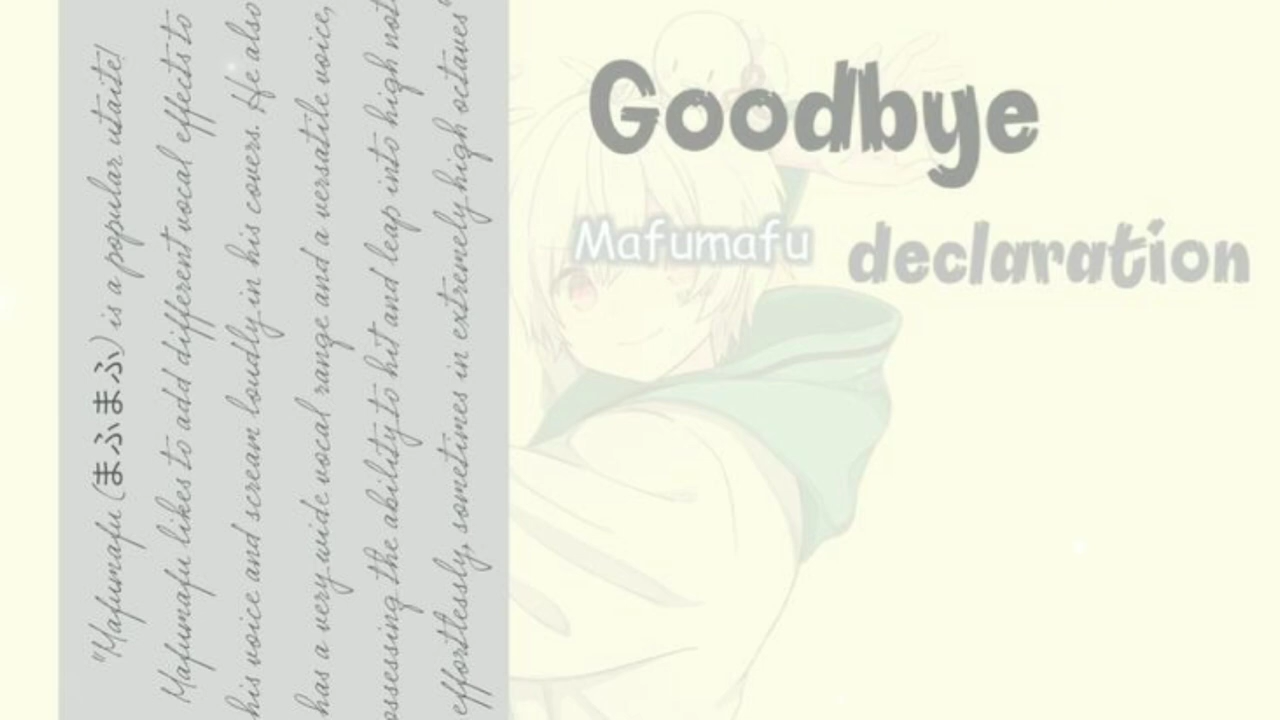 "Mafumafu (まふまふ) is a popular utaite!
Mafumafu likes to add different vocal effects to
his voice and scream loudly in his covers. He also
has a very wide vocal range and a versatile voice,
ossessing the ability to hit and leap into high not
effortlessly, sometimes in extremely high octaves"
Goodbye
Mafumafu
declaration